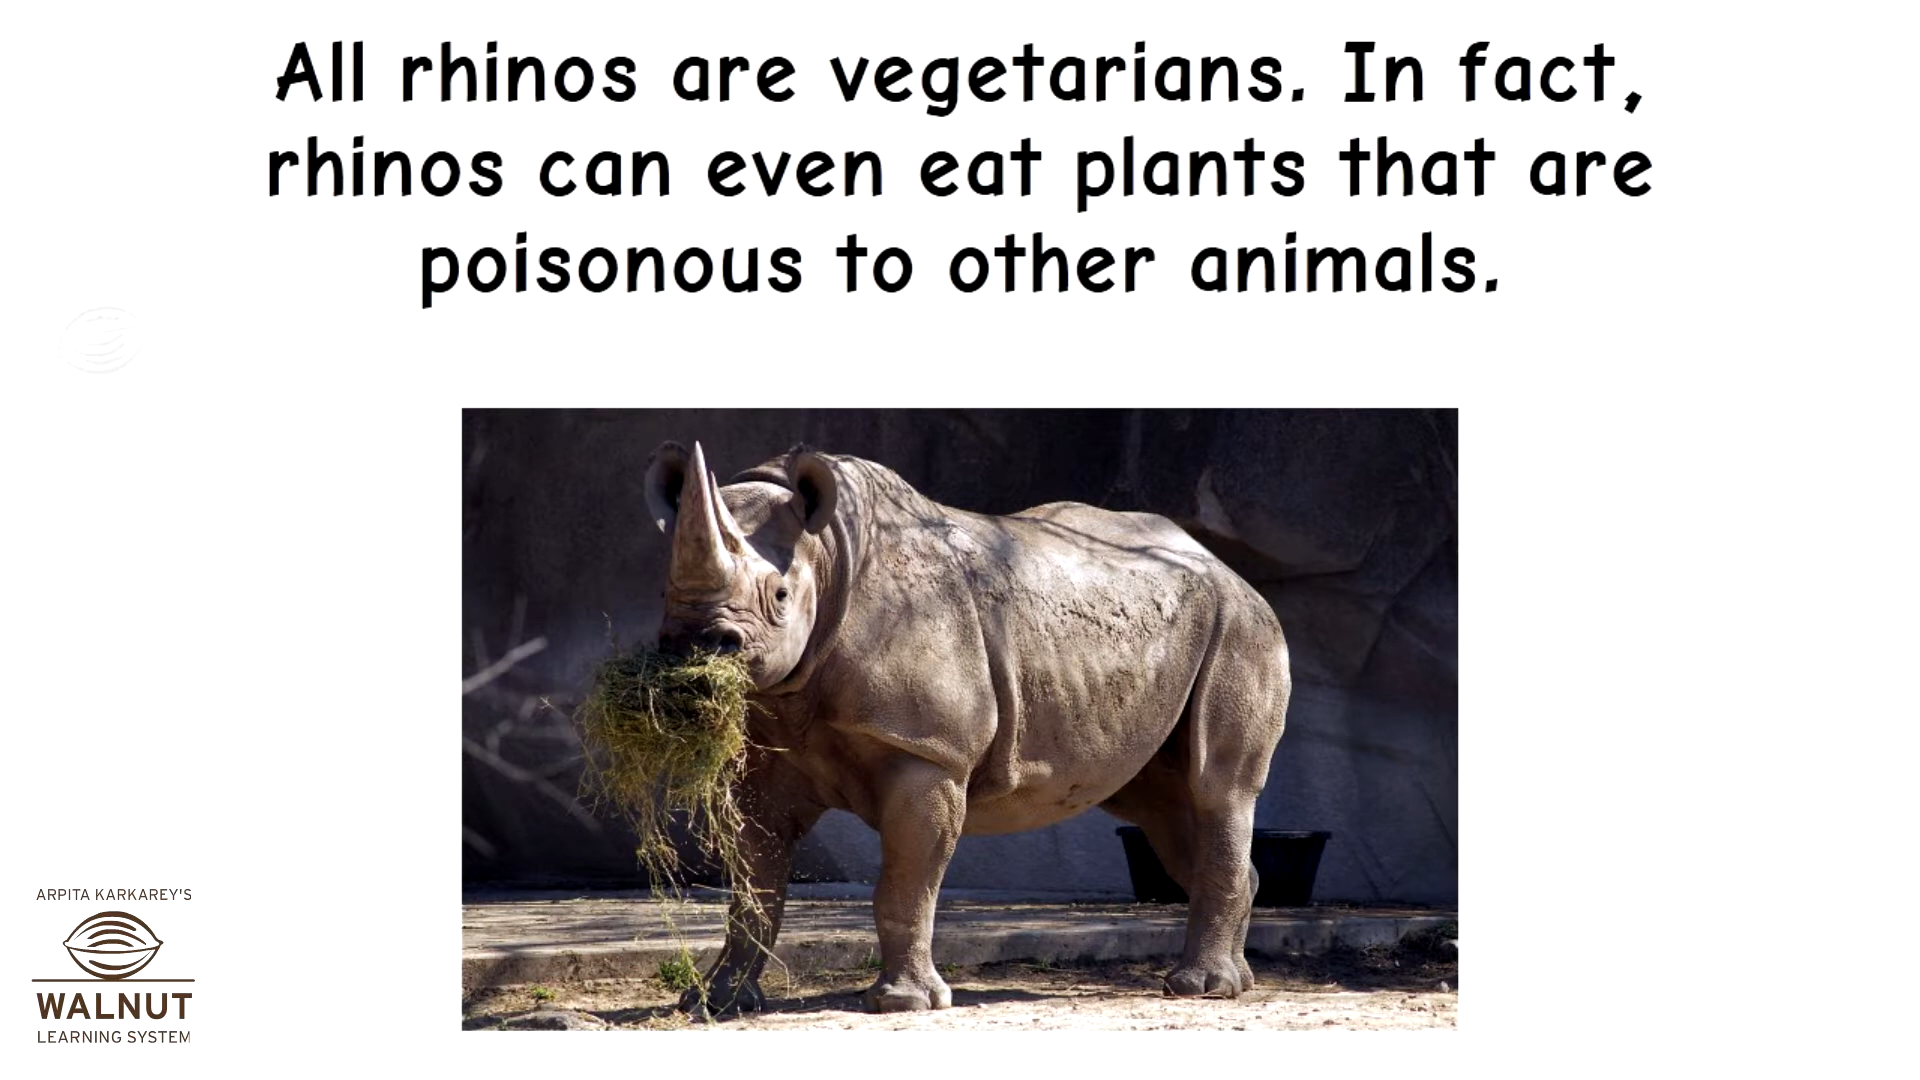 All rhinos are vegetarians. In fact,
rhinos can even eat plants that are
poisonous to other animals.
ARPITA KARKAREY'S
WALNUT
LEARNING SYSTEM